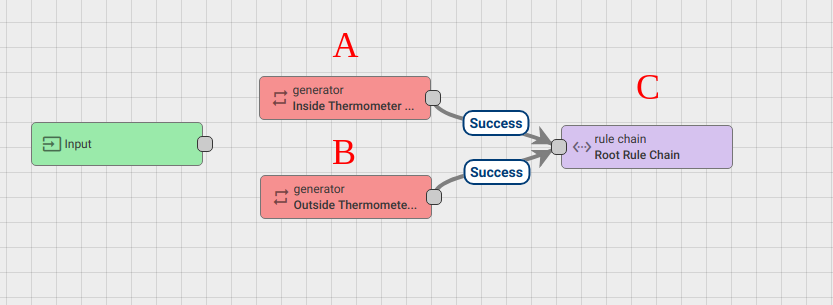 A
generator
Inside Thermometer ...
C
Success
rule chain
Root Rule Chain
Input
B
Success
generator
Outside Thermomete...